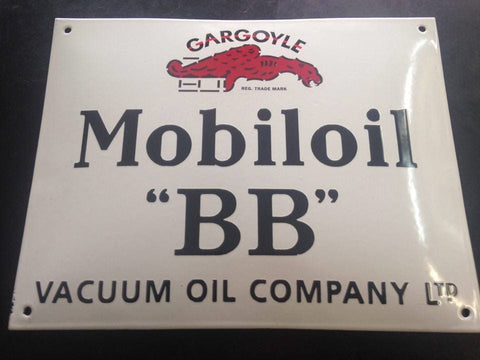 GARGOYLE
REG. TRADE MARK
Mobiloil
“BB”
VACUUM OIL COMPANY LTD